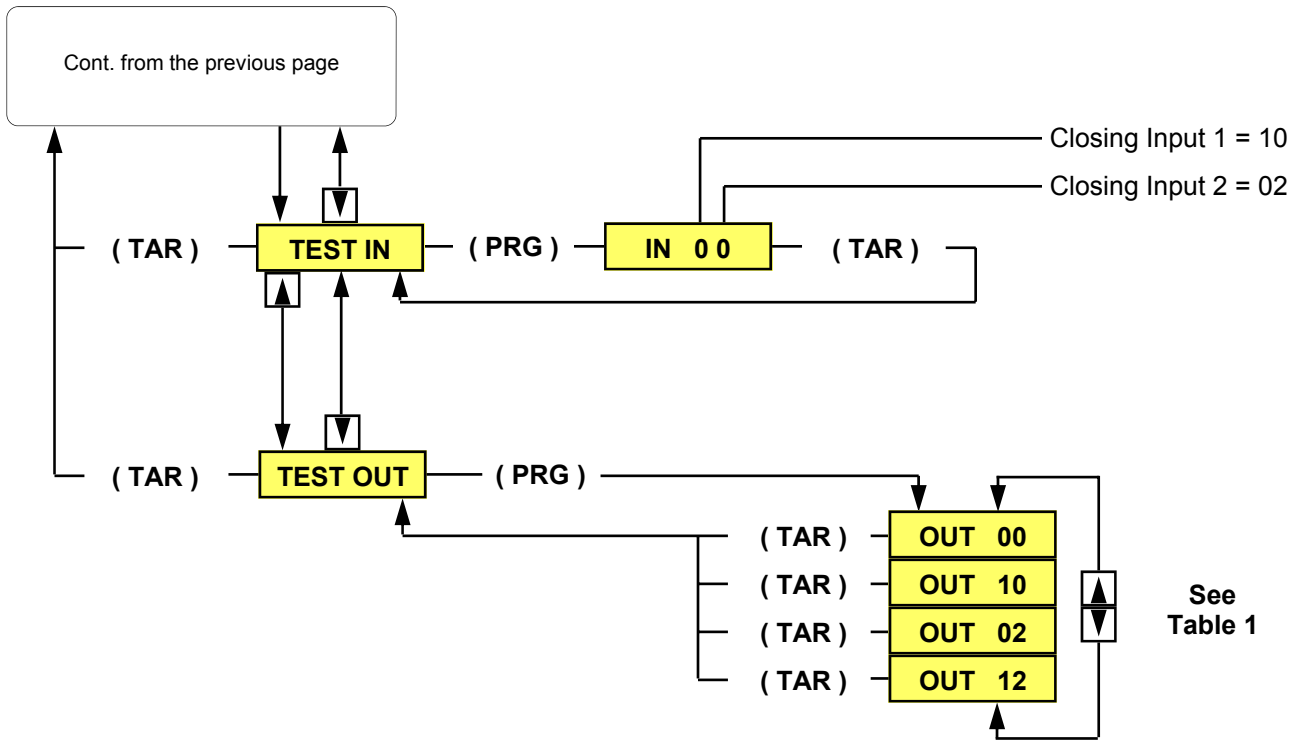 Cont. from the previous page
Closing Input 1 = 10
Closing Input 2 = 02
( TAR ) TEST IN ( PRG ) IN 0 0 ( TAR )
( TAR ) TEST OUT ( PRG )
( TAR ) OUT 00
( TAR ) OUT 10
( TAR ) OUT 02
( TAR ) OUT 12
See
Table 1